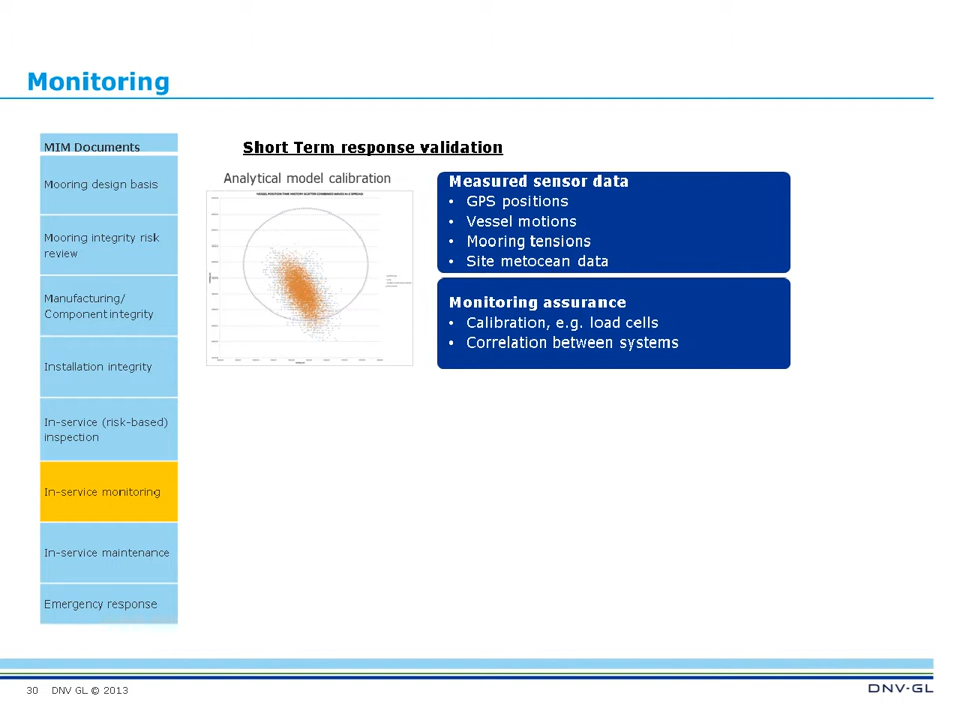 Monitoring
MIM Documents
Mooring design basis
Mooring integrity risk
review
Manufacturing/
Component integrity
Installation integrity
In-service (risk-based)
inspection
In-service monitoring
In-service maintenance
Emergency response
Short Term response validation
Analytical model calibration
Measured sensor data
• GPS positions
• Vessel motions
• Mooring tensions
• Site metocean data
Monitoring assurance
• Calibration, e.g. load cells
• Correlation between systems
30 DNV GL © 2013
DNV·GL